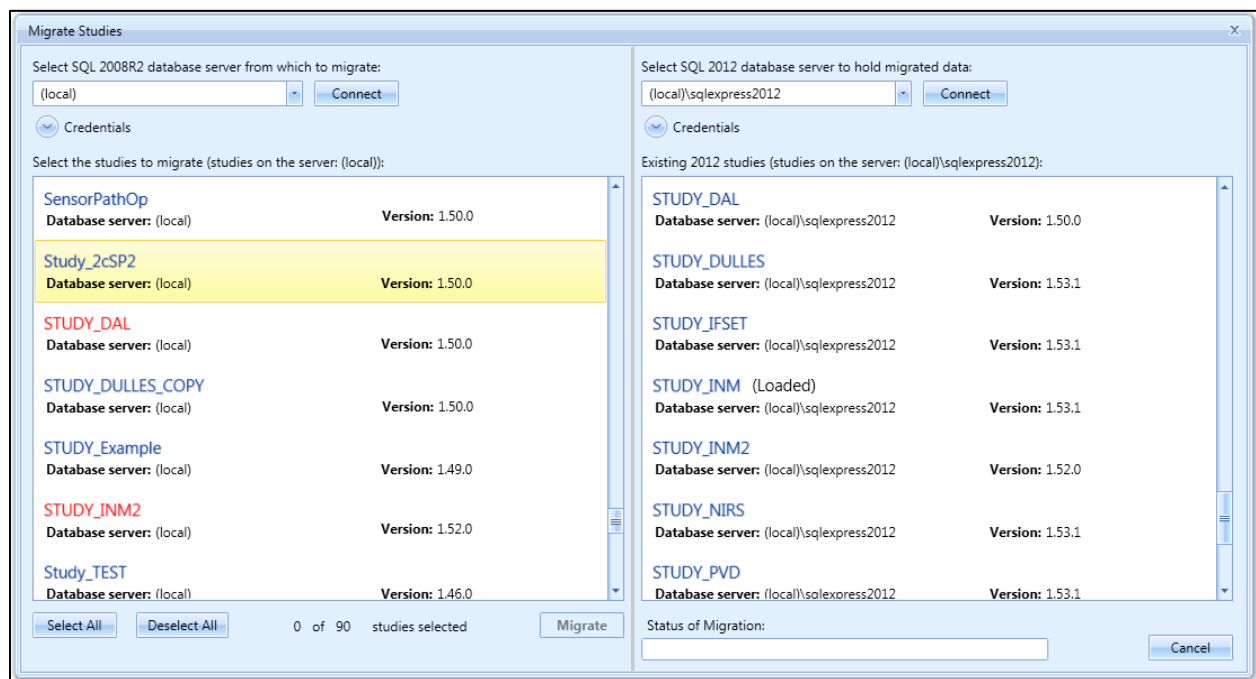 Migrate Studies
Select SQL 2008R2 database server from which to migrate:
(local)
Connect
Credentials
Select the studies to migrate (studies on the server: (local)):
SensorPathOp
Database server: (local) Version: 1.50.0
Study_2cSP2
Database server: (local) Version: 1.50.0
STUDY_DAL
Database server: (local) Version: 1.50.0
STUDY_DULLES_COPY
Database server: (local) Version: 1.50.0
STUDY_Example
Database server: (local) Version: 1.49.0
STUDY_INM2
Database server: (local) Version: 1.52.0
Study_TEST
Database server: (local) Version: 1.46.0
Select All Deselect All 0 of 90 studies selected Migrate
Select SQL 2012 database server to hold migrated data:
(local)\sqlexpress2012
Connect
Credentials
Existing 2012 studies (studies on the server: (local)\sqlexpress2012):
STUDY_DAL
Database server: (local)\sqlexpress2012 Version: 1.50.0
STUDY_DULLES
Database server: (local)\sqlexpress2012 Version: 1.53.1
STUDY_IFSET
Database server: (local)\sqlexpress2012 Version: 1.53.1
STUDY_INM (Loaded)
Database server: (local)\sqlexpress2012 Version: 1.53.1
STUDY_INM2
Database server: (local)\sqlexpress2012 Version: 1.52.0
STUDY_NIRS
Database server: (local)\sqlexpress2012 Version: 1.53.1
STUDY_PVD
Database server: (local)\sqlexpress2012 Version: 1.53.1
Status of Migration:
Cancel